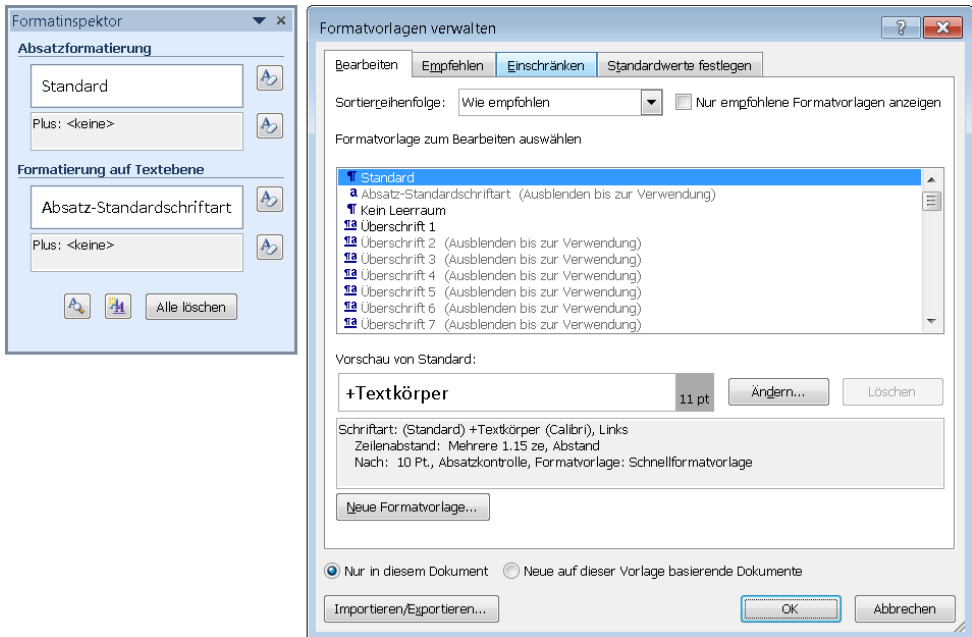 Formatinspektor
Absatzformatierung
Standard
Plus: <keine>
Formatierung auf Textebene
Absatz-Standardschriftart
Plus: <keine>
Alle löschen
Formatvorlagen verwalten
Bearbeiten Empfehlen Einschränken Standardwerte festlegen
Sortierreihenfolge: Wie empfohlen Nur empfohlene Formatvorlagen anzeigen
Formatvorlage zum Bearbeiten auswählen
¶ Standard
a Absatz-Standardschriftart (Ausblenden bis zur Verwendung)
¶ Kein Leerraum
¶a Überschrift 1
¶a Überschrift 2 (Ausblenden bis zur Verwendung)
¶a Überschrift 3 (Ausblenden bis zur Verwendung)
¶a Überschrift 4 (Ausblenden bis zur Verwendung)
¶a Überschrift 5 (Ausblenden bis zur Verwendung)
¶a Überschrift 6 (Ausblenden bis zur Verwendung)
¶a Überschrift 7 (Ausblenden bis zur Verwendung)
Vorschau von Standard:
+Textkörper 11 pt Ändern... Löschen
Schriftart: (Standard) +Textkörper (Calibri), Links
Zeilenabstand: Mehrere 1.15 ze, Abstand
Nach: 10 Pt., Absatzkontrolle, Formatvorlage: Schnellformatvorlage
Neue Formatvorlage...
Nur in diesem Dokument Neue auf dieser Vorlage basierende Dokumente
Importieren/Exportieren... OK Abbrechen